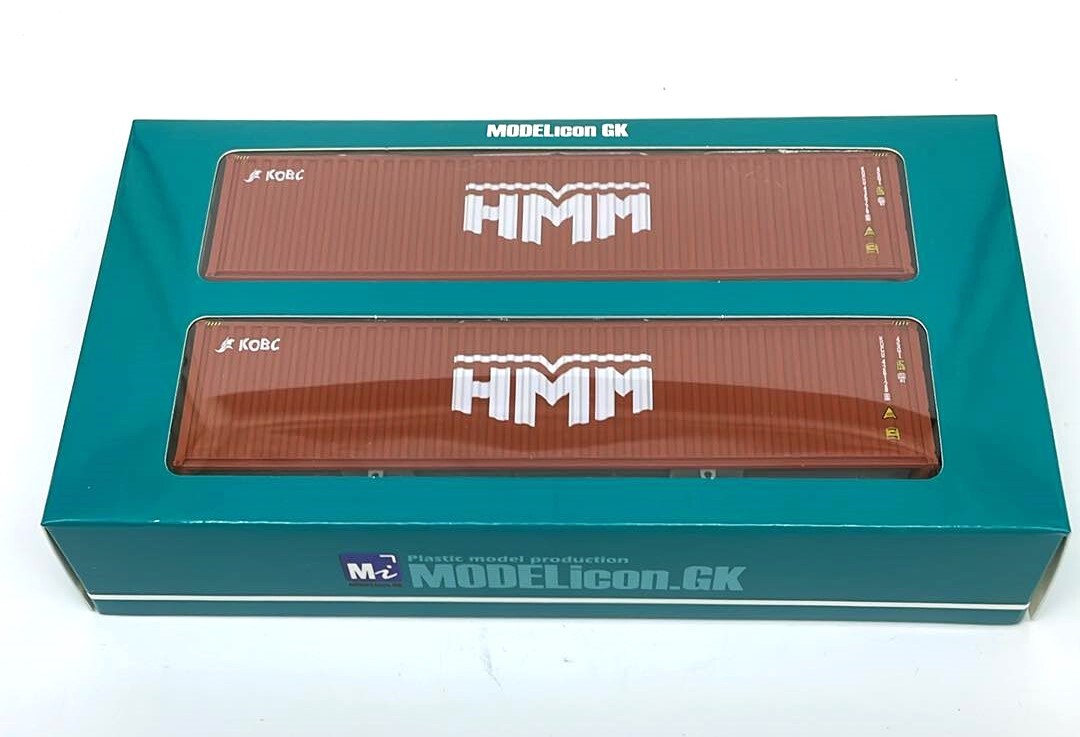 MODELicon GK
KOBC
HMM
KOBC
HMM
Mi
Plastic model production
MODELicon.GK